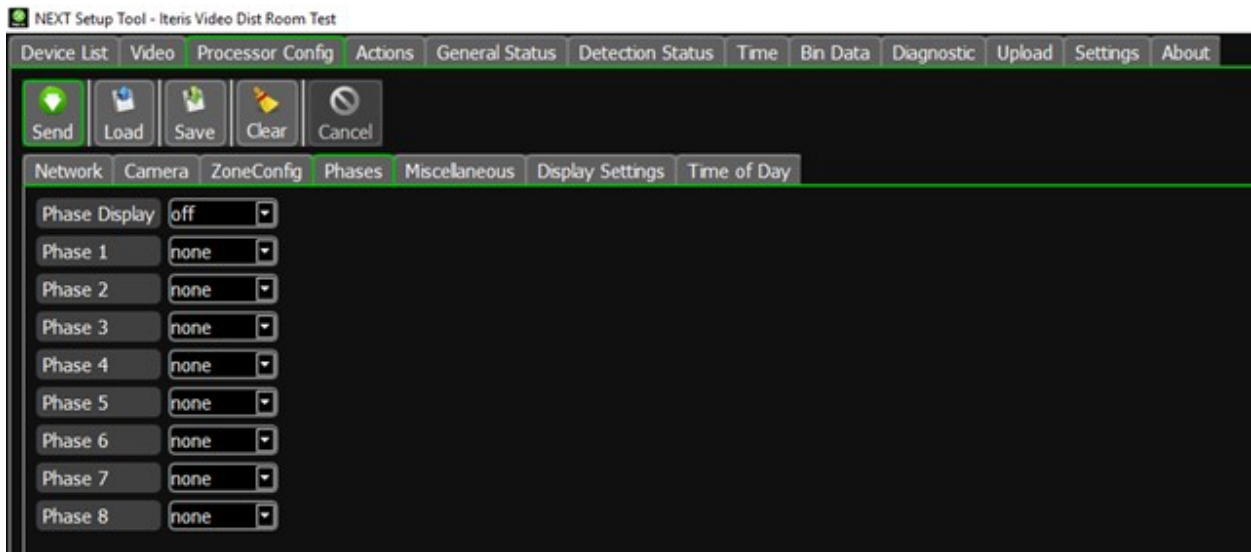 NEXT Setup Tool - Iteris Video Dist Room Test
Device List Video Processor Config Actions General Status Detection Status Time Bin Data Diagnostic Upload Settings About
Send Load Save Clear Cancel
Network Camera ZoneConfig Phases Miscellaneous Display Settings Time of Day
Phase Display off
Phase 1 none
Phase 2 none
Phase 3 none
Phase 4 none
Phase 5 none
Phase 6 none
Phase 7 none
Phase 8 none